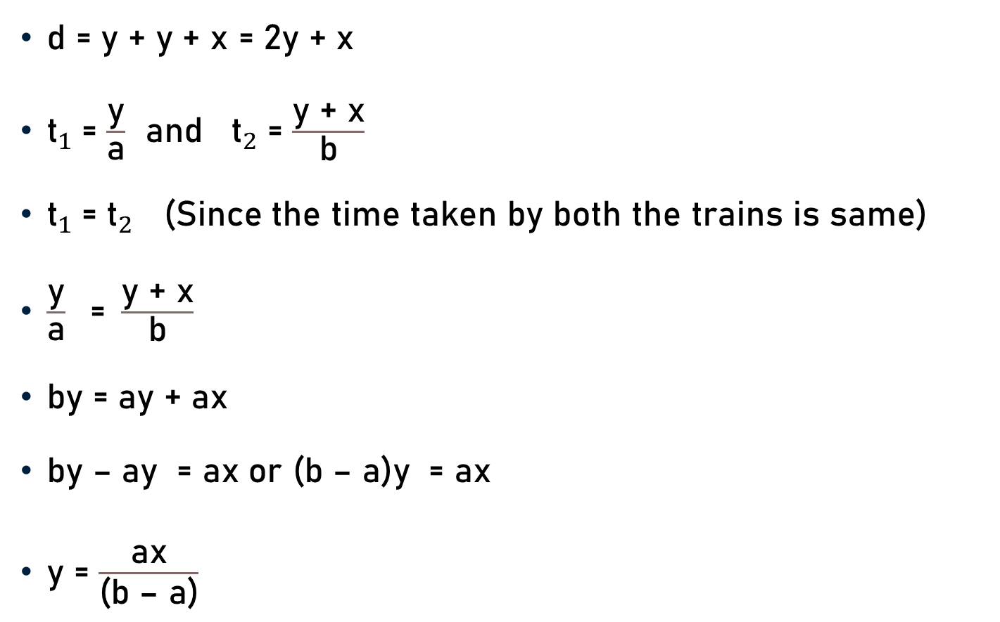 • d = y + y + x = 2y + x
• t₁ = y/a and t₂ = (y + x)/b
• t₁ = t₂ (Since the time taken by both the trains is same)
• y/a = (y + x)/b
• by = ay + ax
• by – ay = ax or (b – a)y = ax
• y = ax/(b – a)